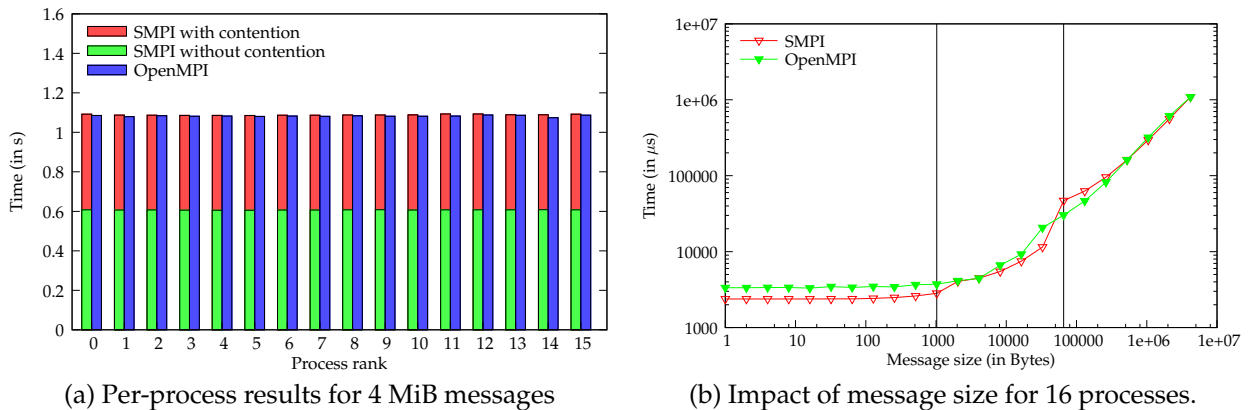 1.6
1.4
1.2
1
0.8
0.6
0.4
0.2
0
Time (in s)
SMPI with contention
SMPI without contention
OpenMPI
0 1 2 3 4 5 6 7 8 9 10 11 12 13 14 15
Process rank
(a) Per-process results for 4 MiB messages
1e+07
1e+06
100000
10000
1000
Time (in µs)
SMPI
OpenMPI
1 10 100 1000 10000 100000 1e+06 1e+07
Message size (in Bytes)
(b) Impact of message size for 16 processes.